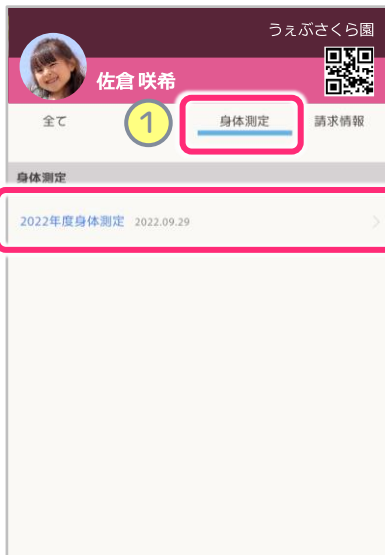 うぇぶさくら園
佐倉 咲希
全て 1 身体測定 請求情報
身体測定
2022年度身体測定 2022.09.29